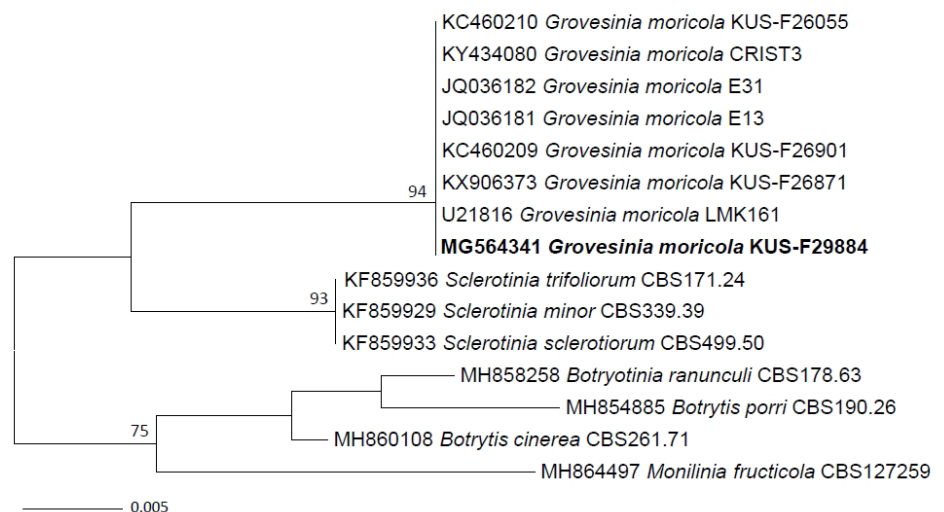 KC460210 Grovesinia moricola KUS-F26055
KY434080 Grovesinia moricola CRIST3
JQ036182 Grovesinia moricola E31
JQ036181 Grovesinia moricola E13
KC460209 Grovesinia moricola KUS-F26901
KX906373 Grovesinia moricola KUS-F26871
94
U21816 Grovesinia moricola LMK161
MG564341 Grovesinia moricola KUS-F29884
KF859936 Sclerotinia trifoliorum CBS171.24
93
KF859929 Sclerotinia minor CBS339.39
KF859933 Sclerotinia sclerotiorum CBS499.50
MH858258 Botryotinia ranunculi CBS178.63
MH854885 Botrytis porri CBS190.26
75
MH860108 Botrytis cinerea CBS261.71
MH864497 Monilinia fructicola CBS127259
0.005